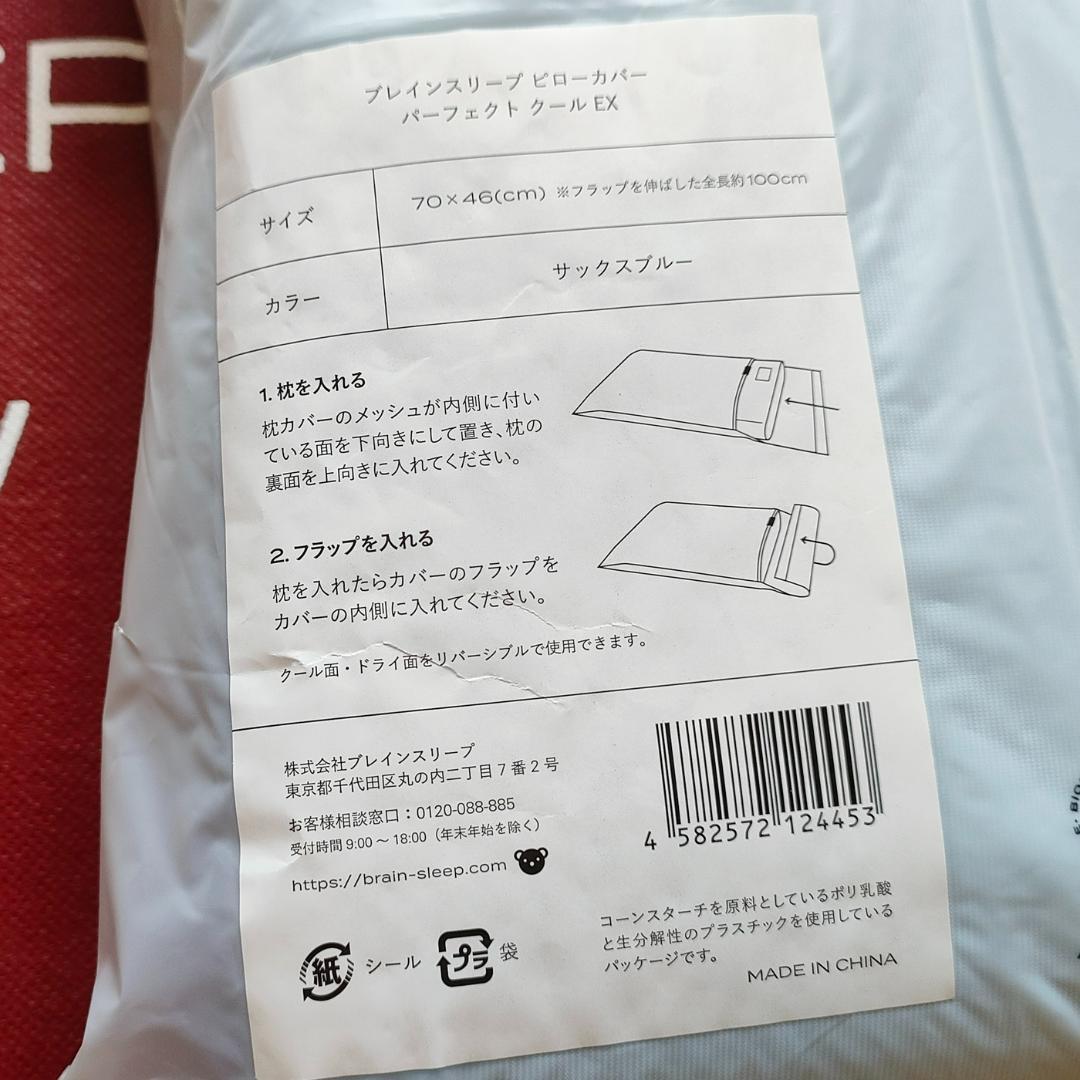 ブレインスリープ ピローカバー
パーフェクト クール EX
サイズ
70×46(cm) ※フラップを伸ばした全長約100cm
カラー
サックスブルー
1. 枕を入れる
枕カバーのメッシュが内側に付い
ている面を下向きにして置き、枕の
裏面を上向きに入れてください。
2. フラップを入れる
枕を入れたらカバーのフラップを
カバーの内側に入れてください。
クール面・ドライ面をリバーシブルで使用できます。
株式会社ブレインスリープ
東京都千代田区丸の内二丁目7番2号
お客様相談窓口：0120-088-885
受付時間 9:00 〜 18:00（年末年始を除く）
https://brain-sleep.com
4 582572 124453
紙 シール プラ 袋
コーンスターチを原料としているポリ乳酸
と生分解性のプラスチックを使用している
パッケージです。
MADE IN CHINA